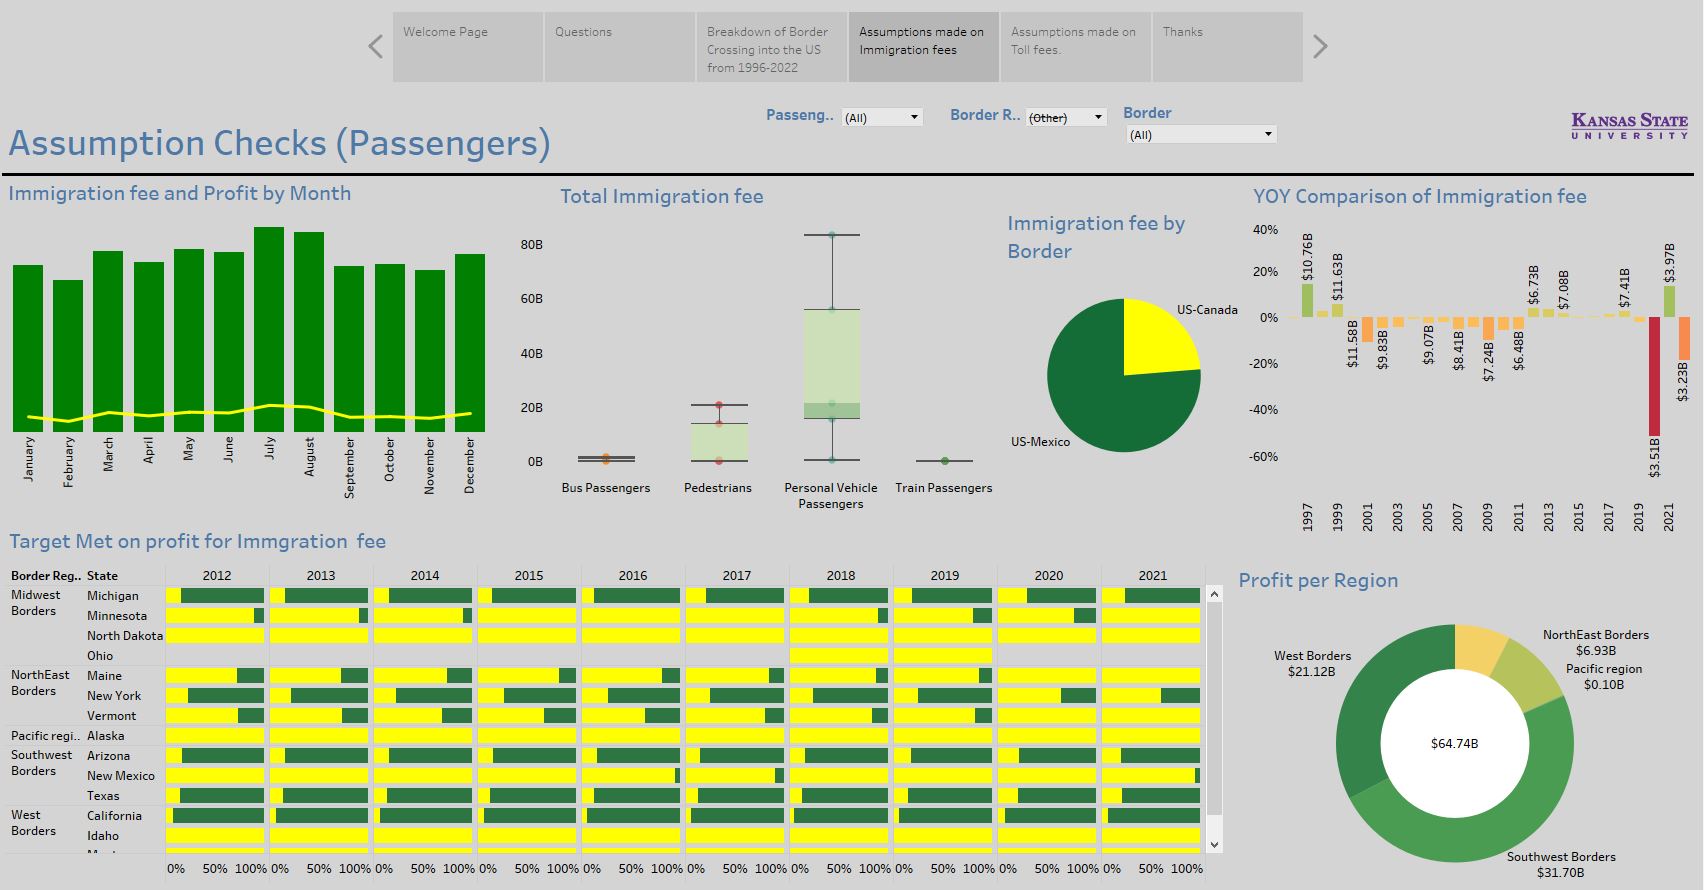 Welcome Page
Questions
Breakdown of Border
Crossing into the US
from 1996-2022
Assumptions made on
Immigration fees
Assumptions made on
Toll fees.
Thanks
Passeng..
(All)
Border R..
(Other)
Border
(All)
KANSAS STATE
UNIVERSITY
Assumption Checks (Passengers)
Immigration fee and Profit by Month
January
February
March
April
May
June
July
August
September
October
November
December
Total Immigration fee
80B
60B
40B
20B
0B
Bus Passengers
Pedestrians
Personal Vehicle
Passengers
Train Passengers
Immigration fee by
Border
US-Canada
US-Mexico
YOY Comparison of Immigration fee
40%
20%
0%
-20%
-40%
-60%
$10.76B
$11.63B
$11.58B
$9.83B
$9.07B
$8.41B
$7.24B
$6.48B
$6.73B
$7.08B
$7.41B
$3.51B
$3.97B
$3.23B
1997
1999
2001
2003
2005
2007
2009
2011
2013
2015
2017
2019
2021
Target Met on profit for Immgration fee
Border Reg.. State 2012 2013 2014 2015 2016 2017 2018 2019 2020 2021
Midwest
Borders
Michigan
Minnesota
North Dakota
Ohio
NorthEast
Borders
Maine
New York
Vermont
Pacific regi.. Alaska
Southwest
Borders
Arizona
New Mexico
Texas
West
Borders
California
Idaho
0% 50% 100% 0% 50% 100% 0% 50% 100% 0% 50% 100% 0% 50% 100% 0% 50% 100% 0% 50% 100% 0% 50% 100% 0% 50% 100% 0% 50% 100%
Profit per Region
NorthEast Borders
$6.93B
Pacific region
$0.10B
West Borders
$21.12B
$64.74B
Southwest Borders
$31.70B